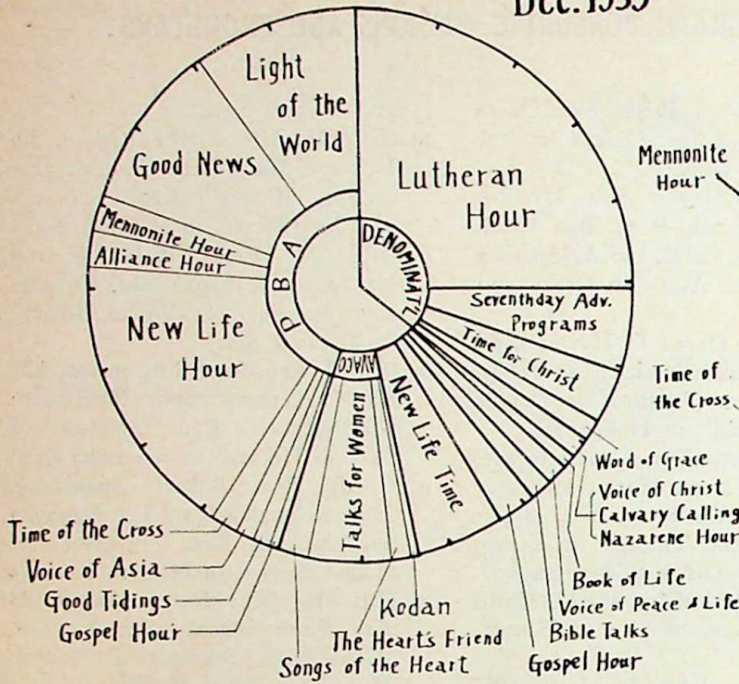 Dec. 1959
Light
of the
World
Good News
Mennonite Hour
Alliance Hour
New Life
Hour
P B A
DENOMINAT'L
AVACO
Lutheran
Hour
Seventhday Adv.
Programs
Time for Christ
New Life Time
Talks for Women
Mennonite
Hour
Time of
the Cross
Word of Grace
Voice of Christ
Calvary Calling
Nazarene Hour
Book of Life
Voice of Peace & Life
Bible Talks
Gospel Hour
Kodan
The Heart's Friend
Songs of the Heart
Time of the Cross
Voice of Asia
Good Tidings
Gospel Hour